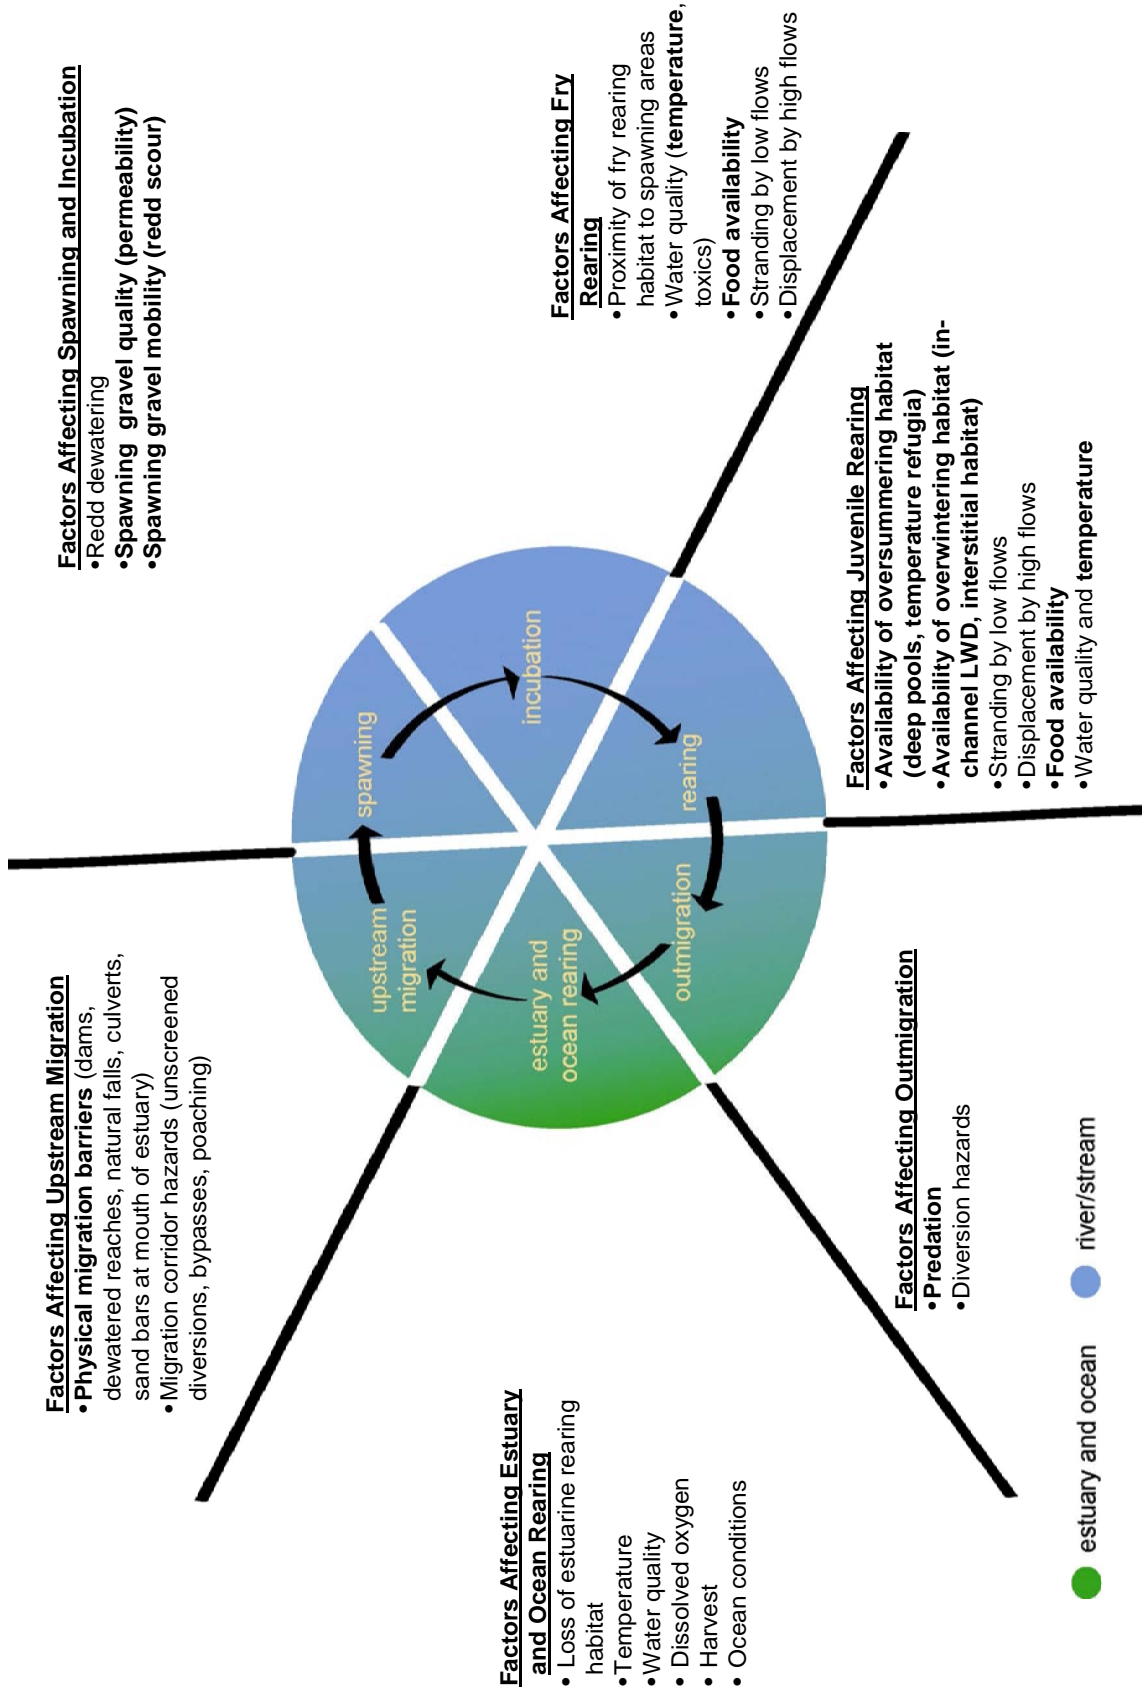 Factors Affecting Upstream Migration
•Physical migration barriers (dams,
dewatered reaches, natural falls, culverts,
sand bars at mouth of estuary)
•Migration corridor hazards (unscreened
diversions, bypasses, poaching)
Factors Affecting Spawning and Incubation
•Redd dewatering
•Spawning gravel quality (permeability)
•Spawning gravel mobility (redd scour)
Factors Affecting Estuary
and Ocean Rearing
• Loss of estuarine rearing
habitat
•Temperature
•Water quality
• Dissolved oxygen
• Harvest
• Ocean conditions
upstream
migration
spawning
incubation
rearing
outmigration
estuary and
ocean rearing
Factors Affecting Fry
Rearing
•Proximity of fry rearing
habitat to spawning areas
•Water quality (temperature,
toxics)
•Food availability
•Stranding by low flows
•Displacement by high flows
Factors Affecting Juvenile Rearing
•Availability of oversummering habitat
(deep pools, temperature refugia)
•Availability of overwintering habitat (in-
channel LWD, interstitial habitat)
•Stranding by low flows
•Displacement by high flows
•Food availability
•Water quality and temperature
Factors Affecting Outmigration
•Predation
•Diversion hazards
estuary and ocean
river/stream